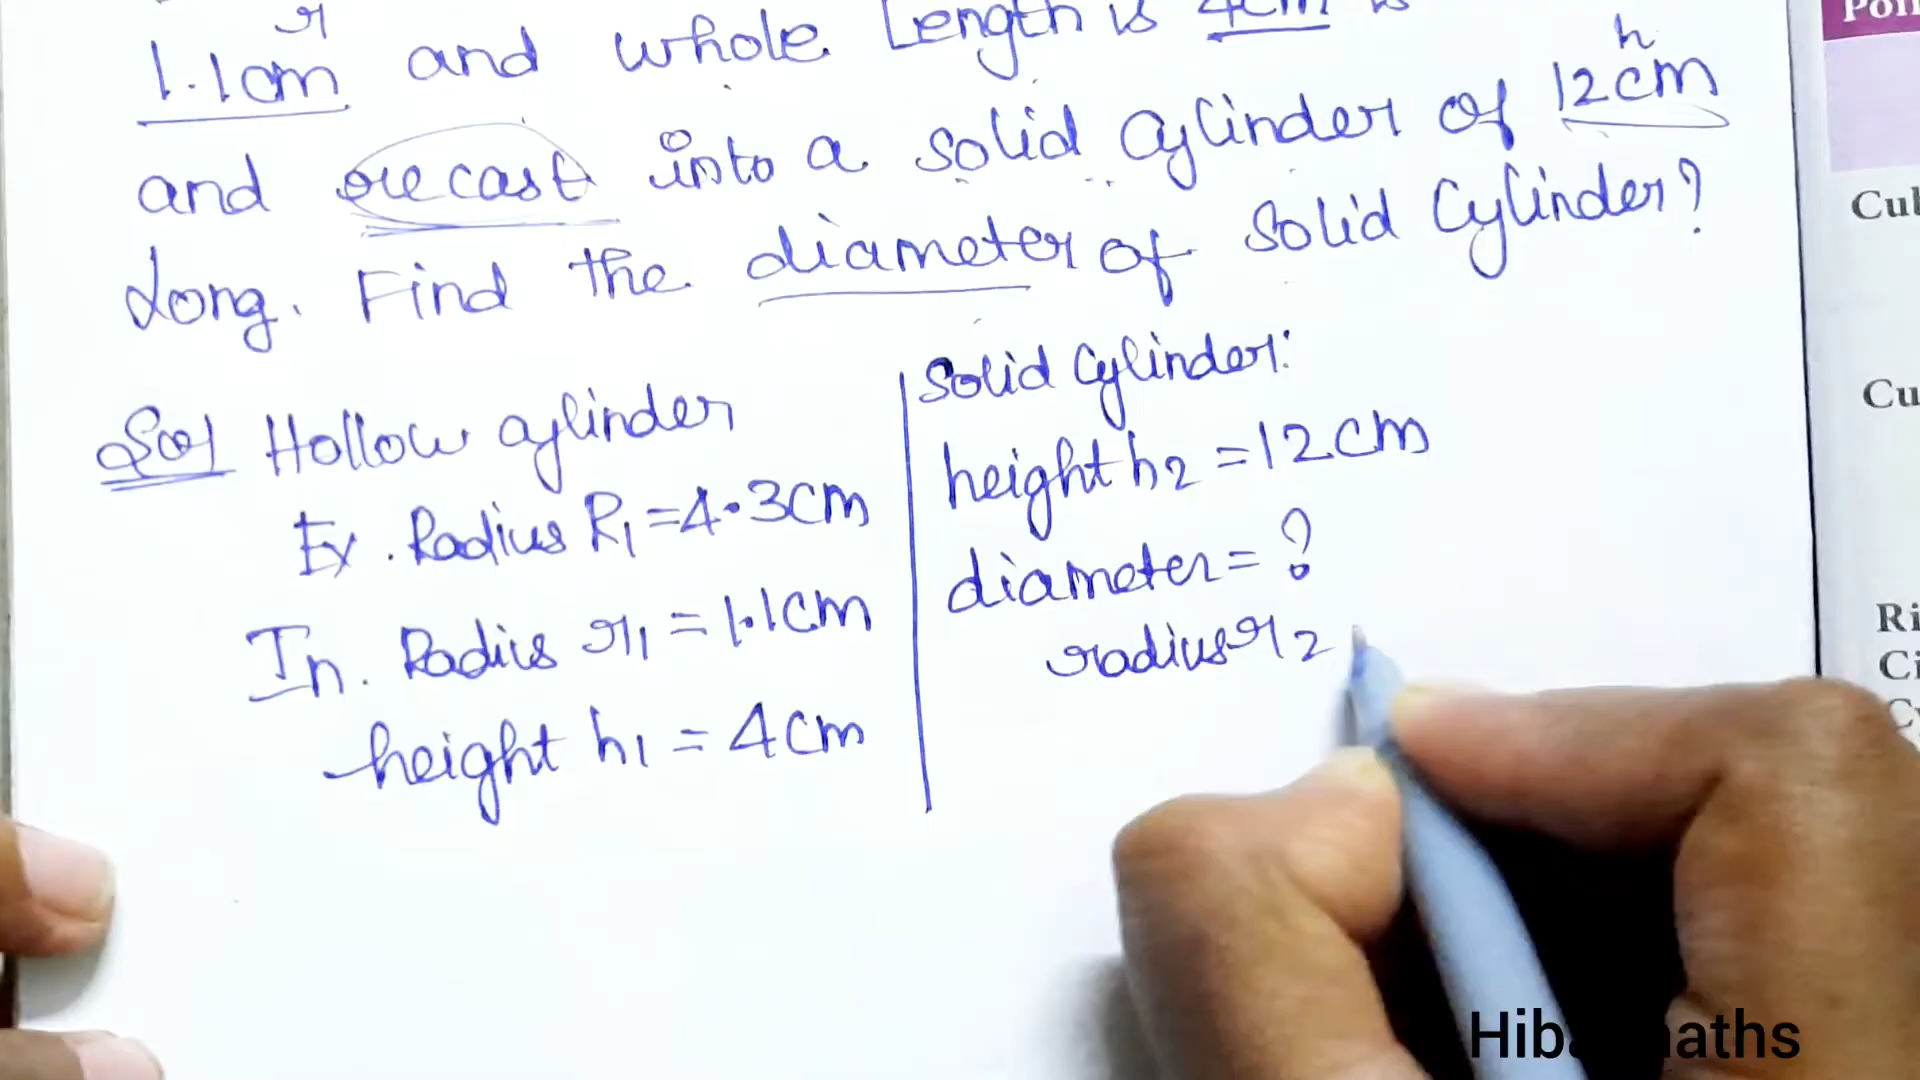 r
1.1cm and whole Length is 4cm is
h
and recast into a solid cylinder of 12cm
Long. Find the diameter of Solid Cylinder?
Sol Hollow cylinder
Ex. Radius R1 = 4.3cm
In. Radius r1 = 1.1cm
height h1 = 4cm
Solid Cylinder:
height h2 = 12cm
diameter = ?
radius r2
Cu
Ri
Ci